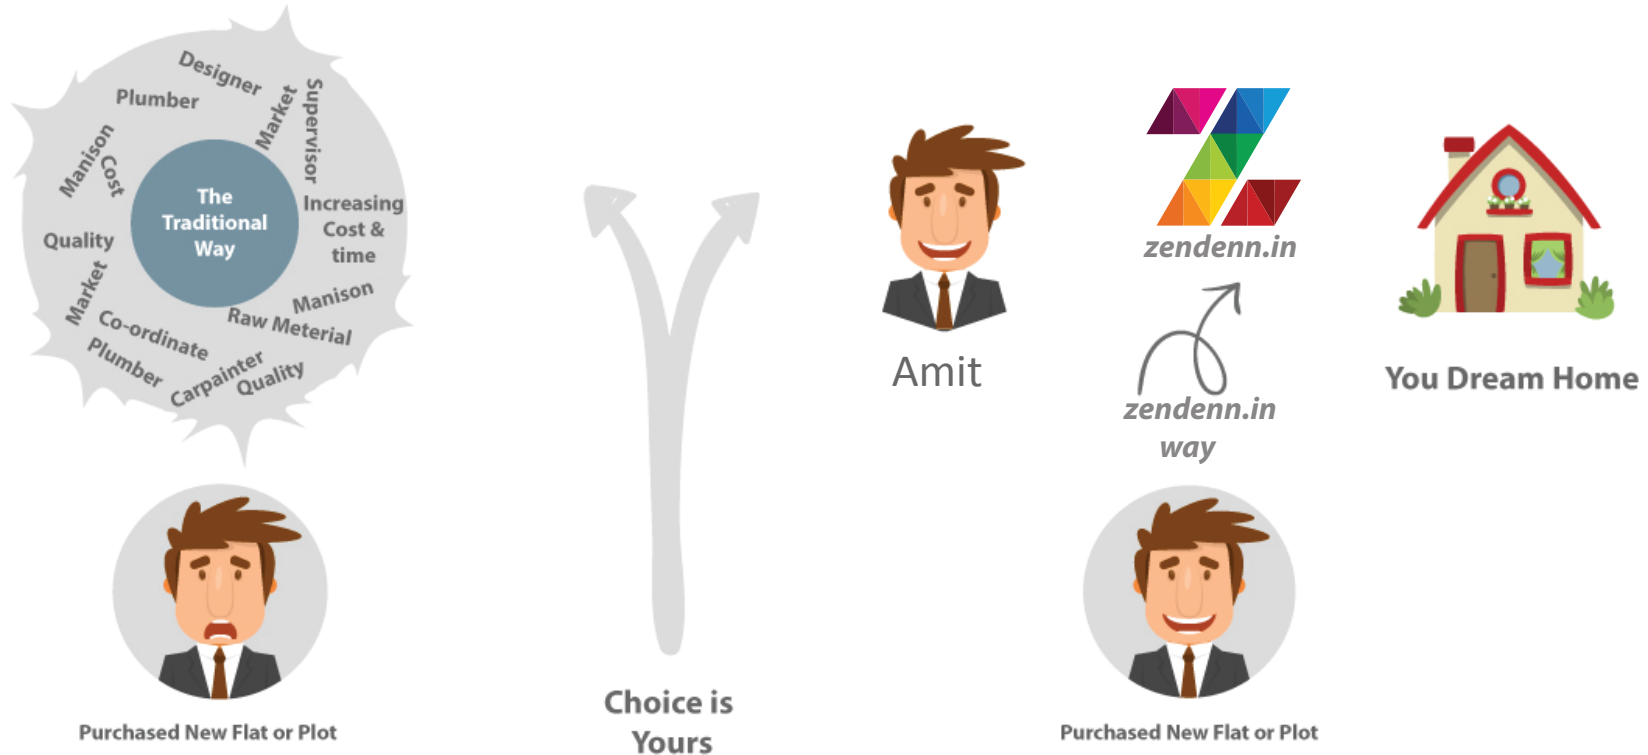 Designer
Plumber
Market
Supervisor
Manison
Cost
The
Traditional
Way
Increasing
Cost &
time
Quality
Market
Manison
Raw Meterial
Co-ordinate
Plumber
Carpainter
Quality
Purchased New Flat or Plot
Choice is
Yours
Amit
zendenn.in
zendenn.in
way
You Dream Home
Purchased New Flat or Plot